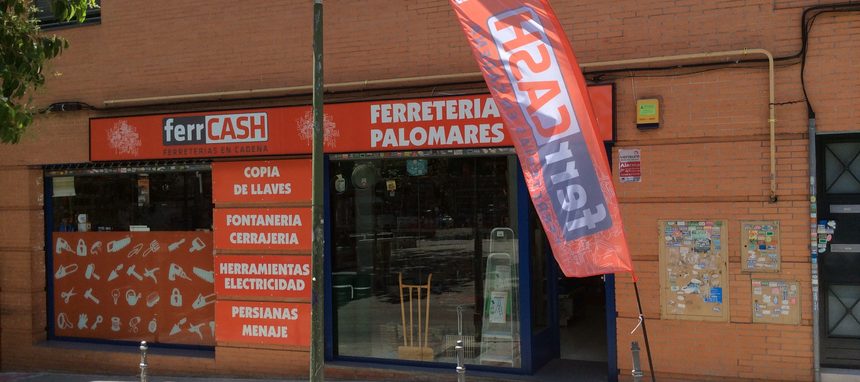 ferrCASH
FERRETERIAS EN CADENA
FERRETERIA
PALOMARES
COPIA
DE LLAVES
FONTANERIA
CERRAJERIA
HERRAMIENTAS
ELECTRICIDAD
PERSIANAS
MENAJE
ferrCASH